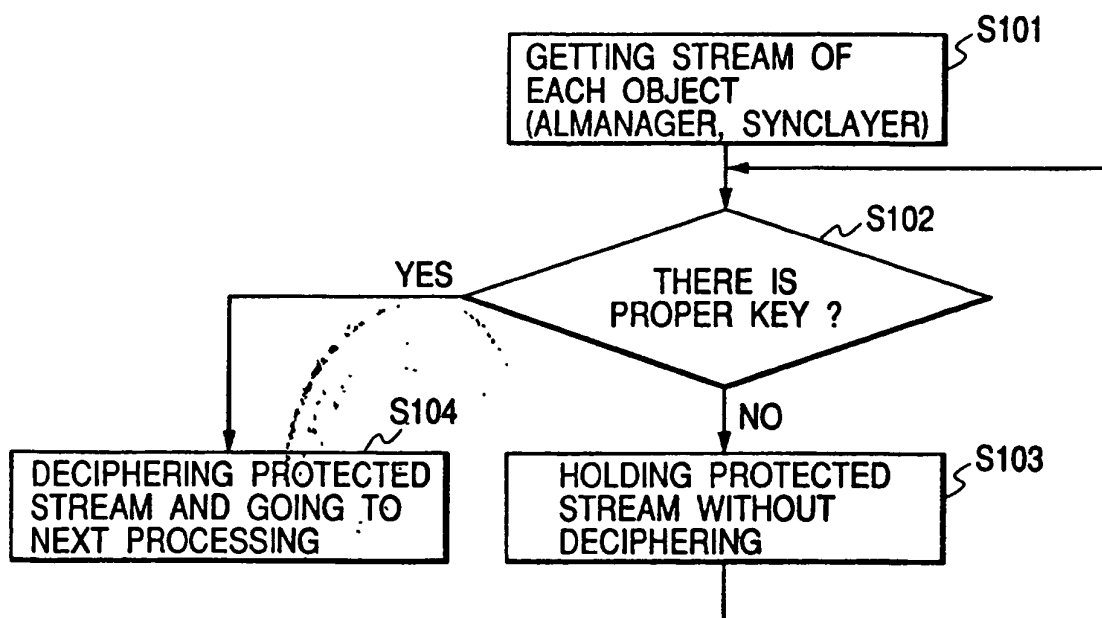 S101
GETTING STREAM OF
EACH OBJECT
(ALMANAGER, SYNCLAYER)
S102
YES
THERE IS
PROPER KEY ?
NO
S104
DECIPHERING PROTECTED
STREAM AND GOING TO
NEXT PROCESSING
S103
HOLDING PROTECTED
STREAM WITHOUT
DECIPHERING